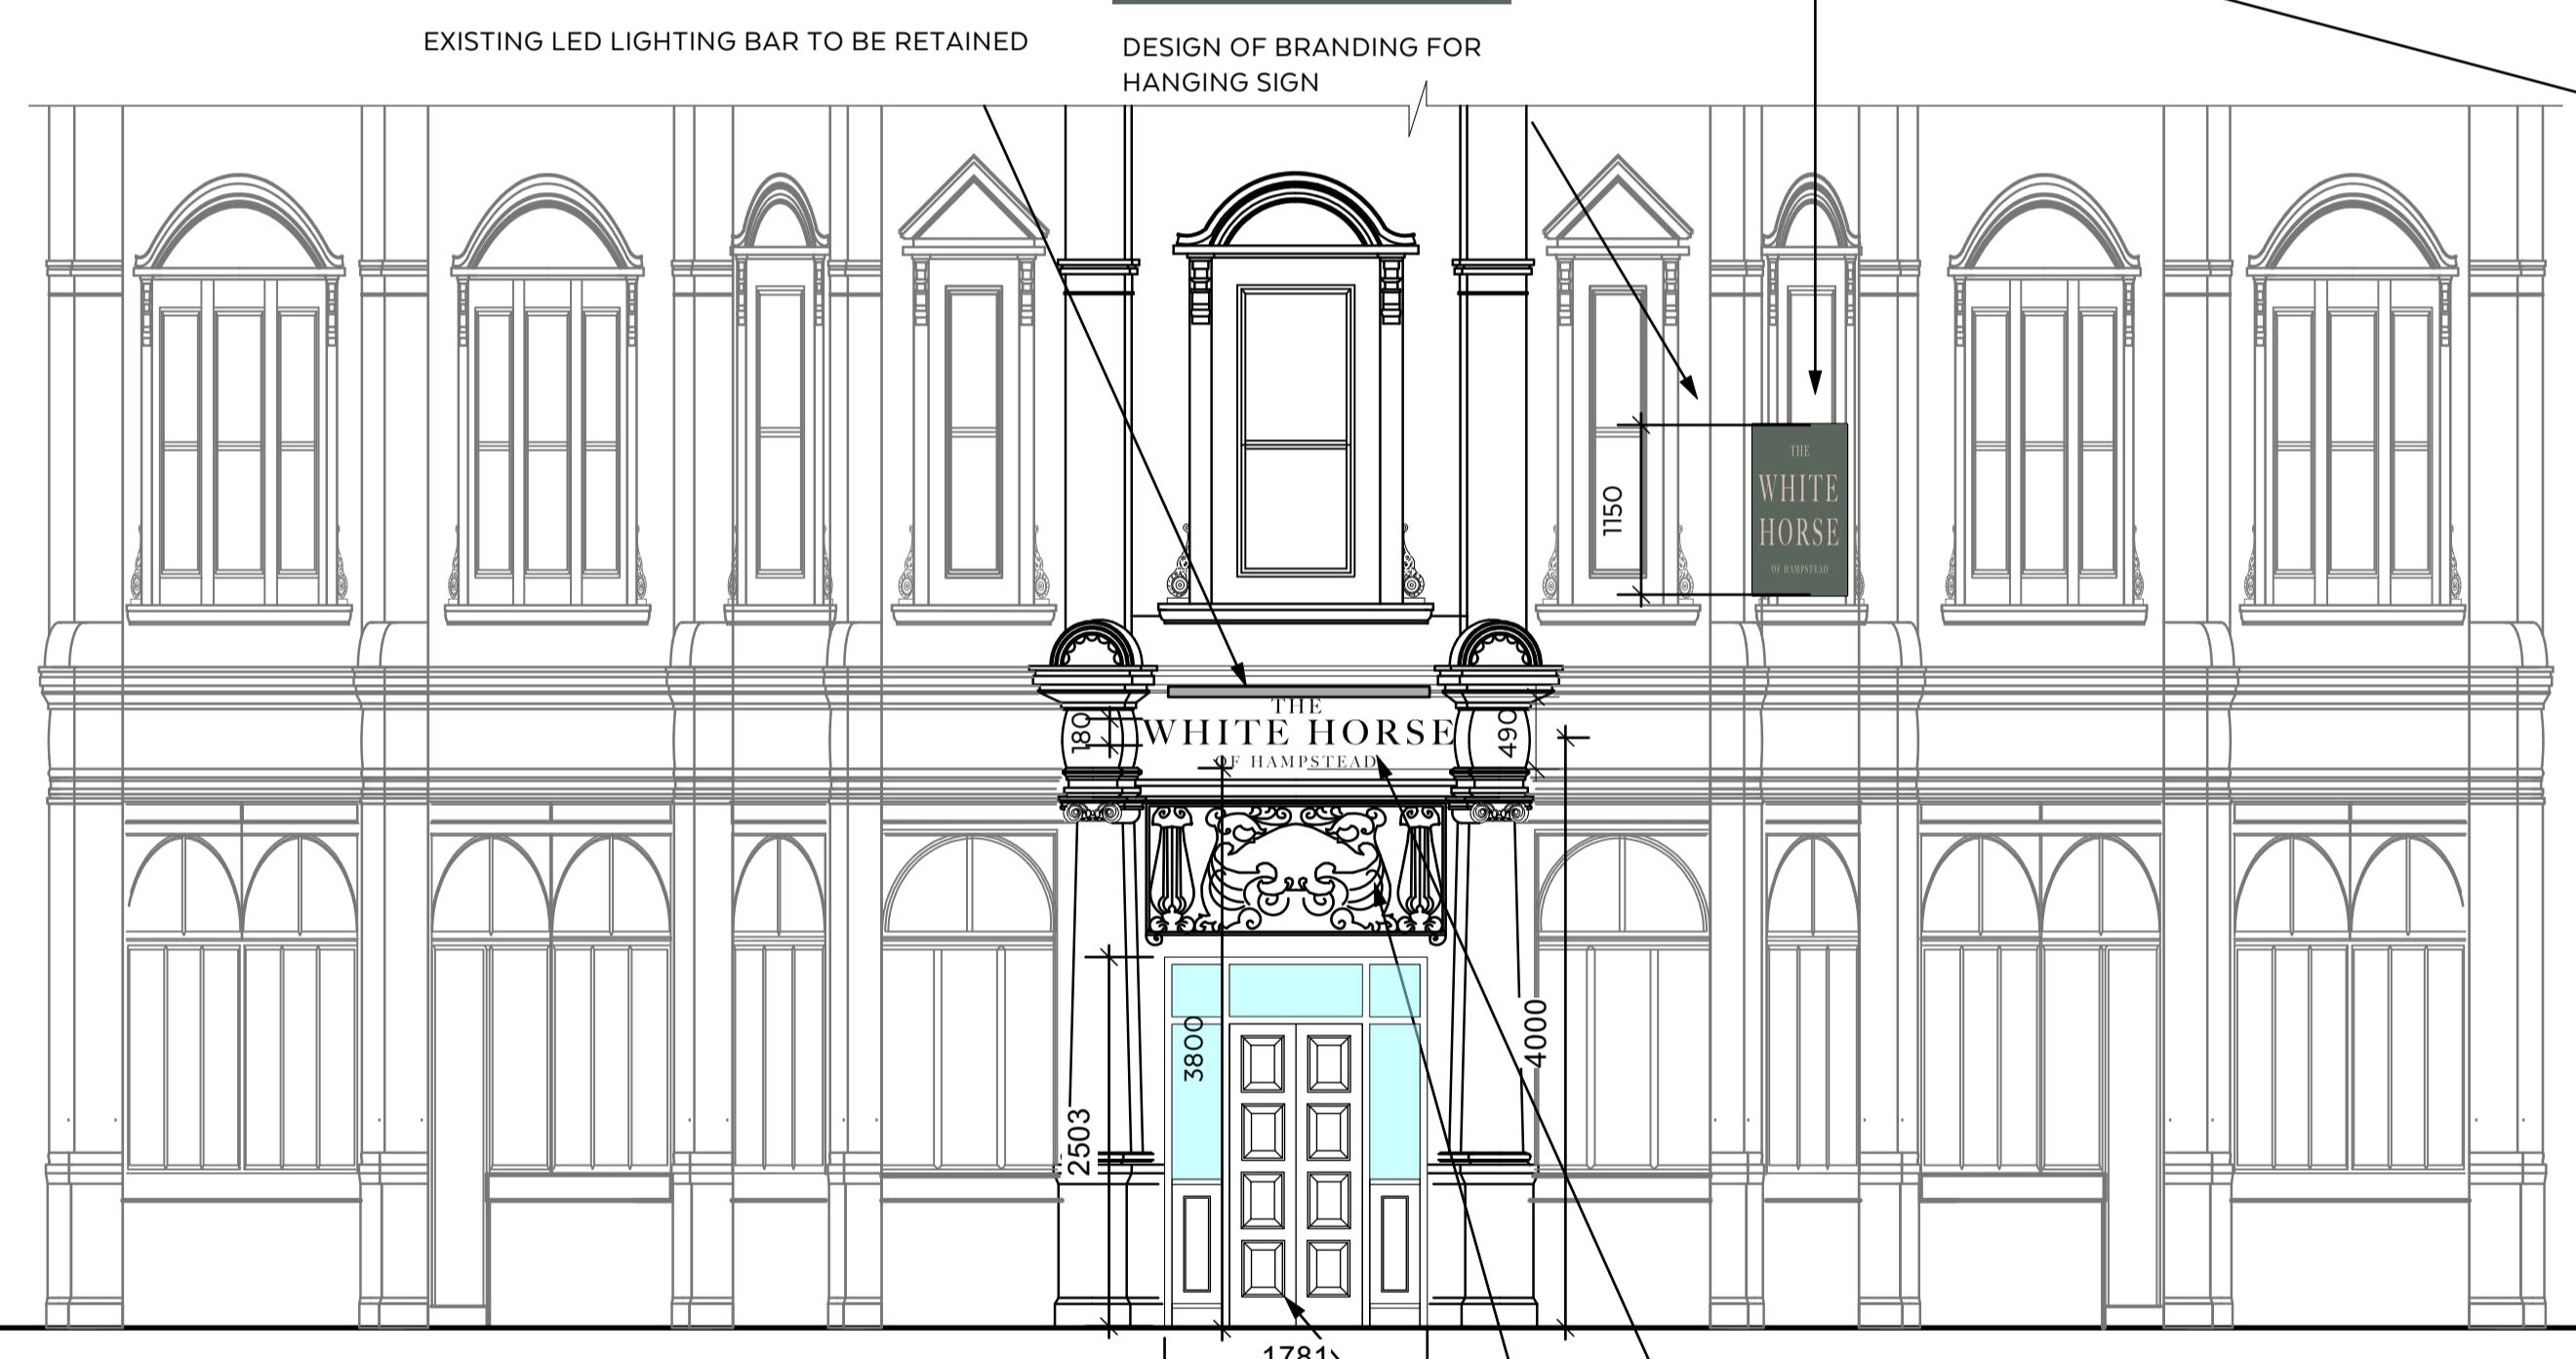 EXISTING LED LIGHTING BAR TO BE RETAINED
DESIGN OF BRANDING FOR
HANGING SIGN
THE
WHITE
HORSE
OF HAMPSTEAD
1150
THE
WHITE HORSE
OF HAMPSTEAD
180
490
3800
4000
2503
1781